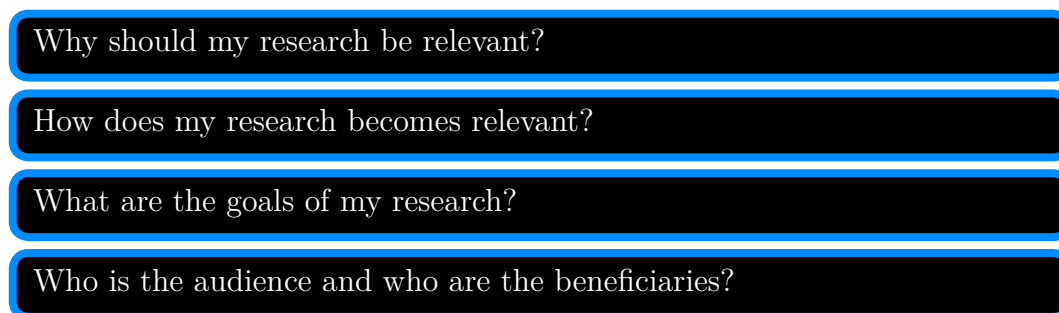 Why should my research be relevant?
How does my research becomes relevant?
What are the goals of my research?
Who is the audience and who are the beneficiaries?